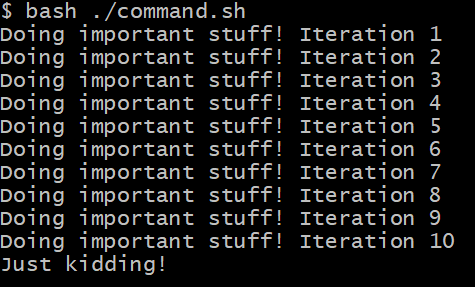 $ bash ./command.sh
Doing important stuff! Iteration 1
Doing important stuff! Iteration 2
Doing important stuff! Iteration 3
Doing important stuff! Iteration 4
Doing important stuff! Iteration 5
Doing important stuff! Iteration 6
Doing important stuff! Iteration 7
Doing important stuff! Iteration 8
Doing important stuff! Iteration 9
Doing important stuff! Iteration 10
Just kidding!